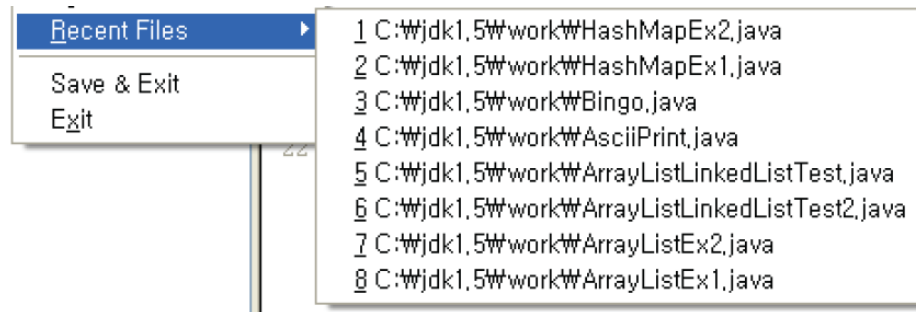 Recent Files
1 C:₩jdk1.5₩work₩HashMapEx2.java
2 C:₩jdk1.5₩work₩HashMapEx1.java
3 C:₩jdk1.5₩work₩Bingo.java
4 C:₩jdk1.5₩work₩AsciiPrint.java
5 C:₩jdk1.5₩work₩ArrayListLinkedListTest.java
6 C:₩jdk1.5₩work₩ArrayListLinkedListTest2.java
7 C:₩jdk1.5₩work₩ArrayListEx2.java
8 C:₩jdk1.5₩work₩ArrayListEx1.java
Save & Exit
Exit
22